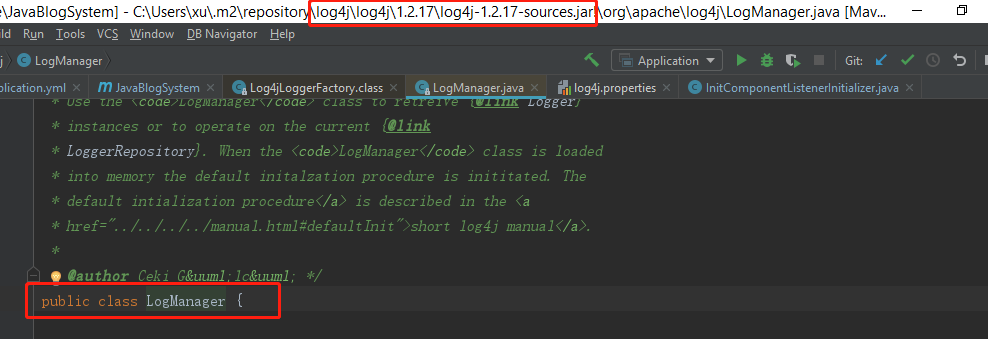 e\JavaBlogSystem] - C:\Users\xu\.m2\repository\log4j\log4j\1.2.17\log4j-1.2.17-sources.jar!\org\apache\log4j\LogManager.java [Mav...
ild Run Tools VCS Window DB Navigator Help
j LogManager Application Git:
plication.yml JavaBlogSystem Log4jLoggerFactory.class LogManager.java log4j.properties InitComponentListenerInitializer.java
* Use the <code>LogManager</code> class to retreive {@link Logger}
* instances or to operate on the current {@link
* LoggerRepository}. When the <code>LogManager</code> class is loaded
* into memory the default initalzation procedure is inititated. The
* default intialization procedure</a> is described in the <a
* href="../../../../manual.html#defaultInit">short log4j manual</a>.
*
* @author Ceki G&uuml;lc&uuml; */
public class LogManager {